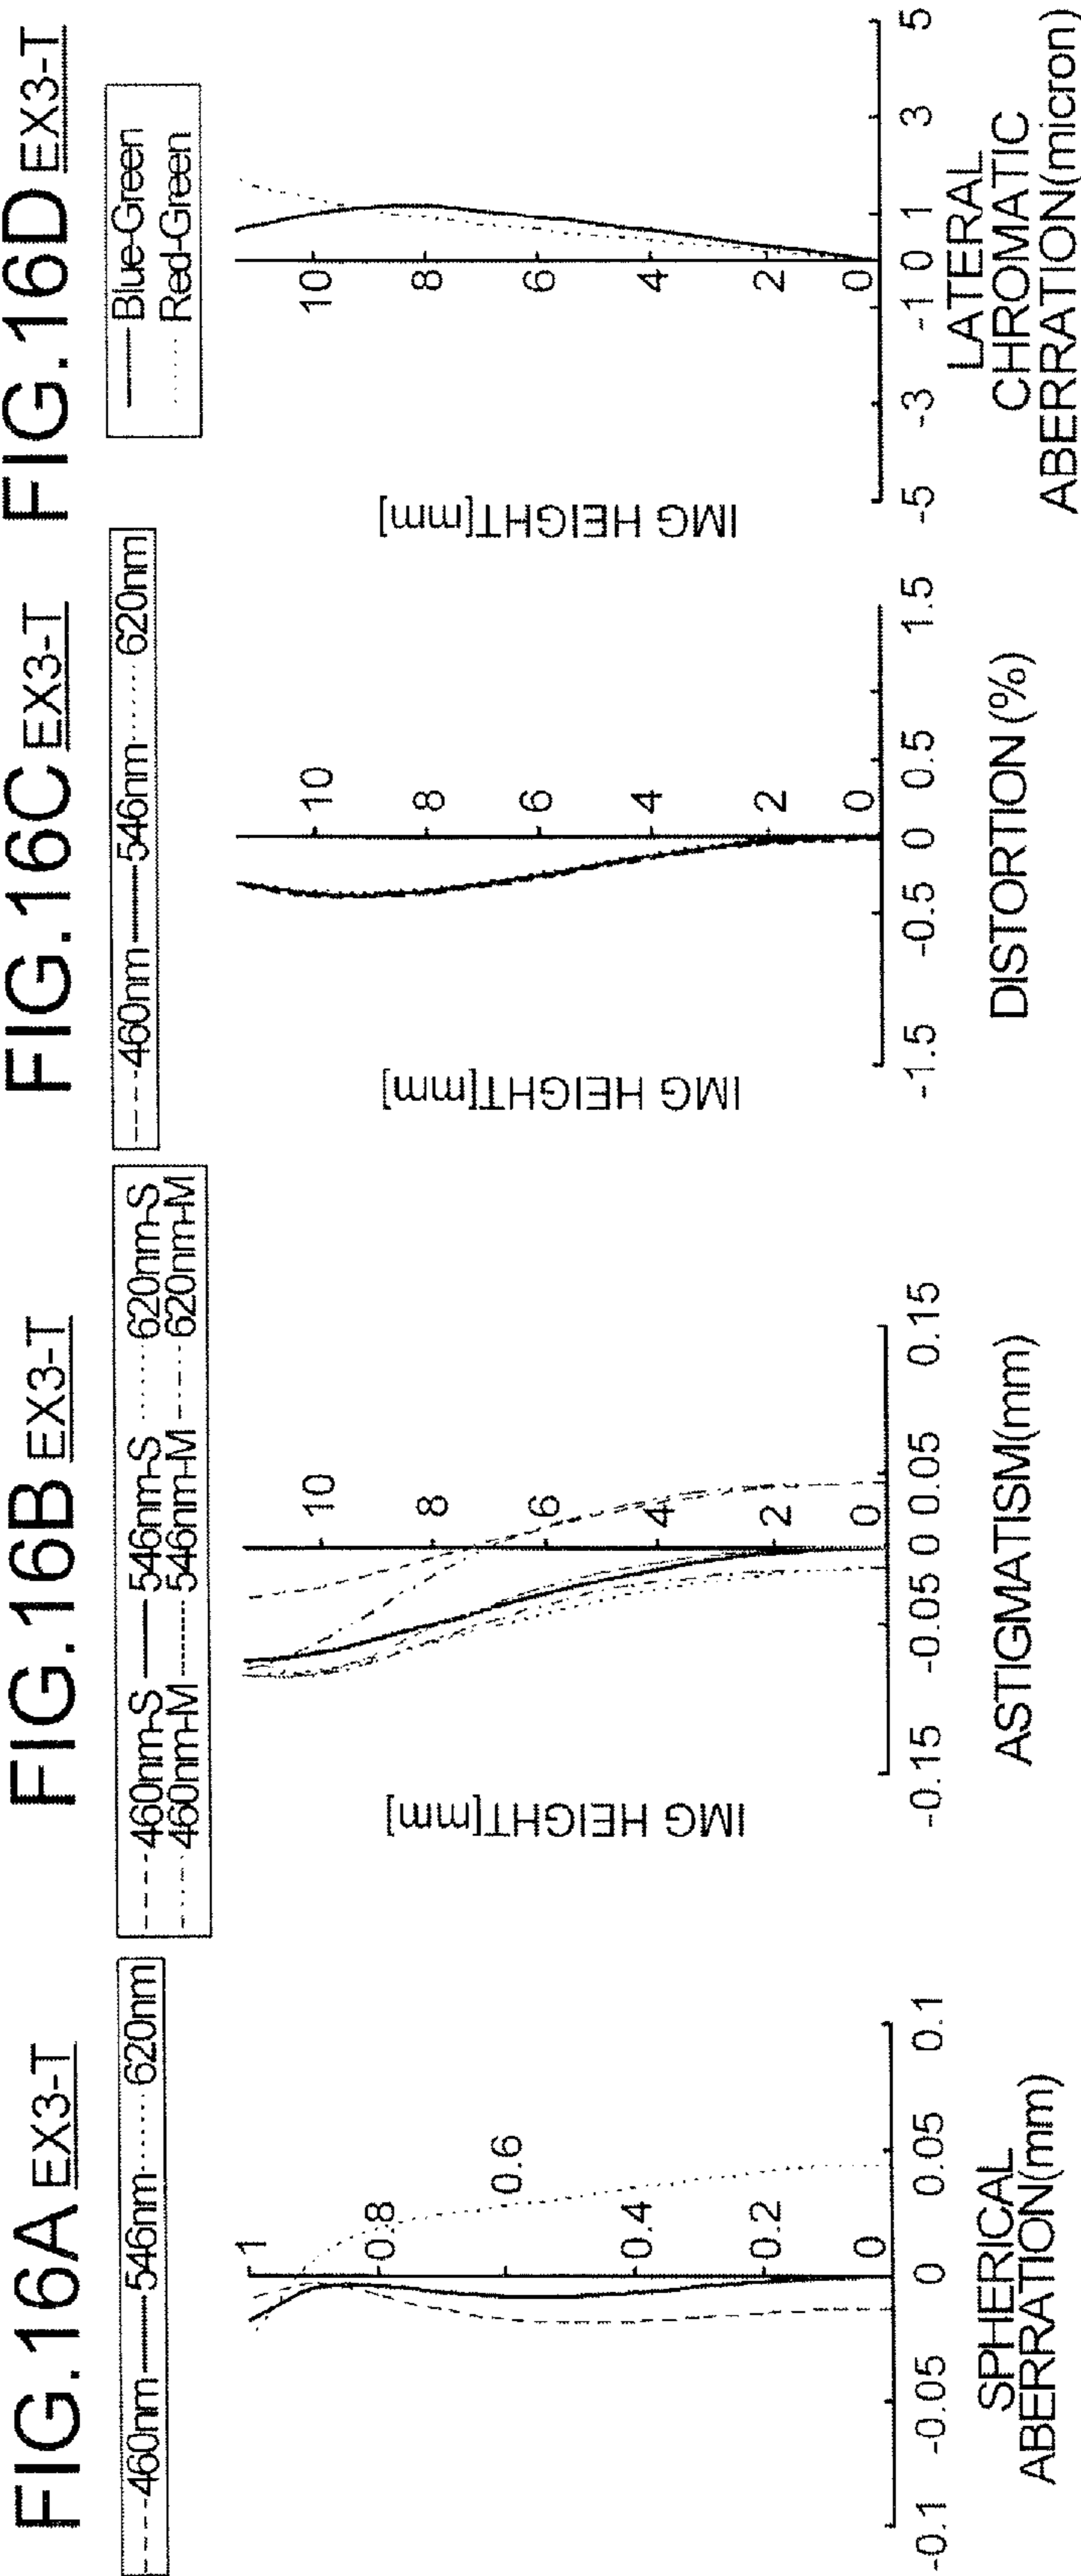 FIG.16A EX3-T
460nm 546nm 620nm
1
0.8
0.6
0.4
0.2
0
-0.1 -0.05 0 0.05 0.1
SPHERICAL
ABERRATION(mm)
FIG.16B EX3-T
460nm-S 546nm-S 620nm-S
460nm-M 546nm-M 620nm-M
IMG HEIGHT[mm]
10
8
6
4
2
0
-0.15 -0.05 0 0.05 0.15
ASTIGMATISM(mm)
FIG.16C EX3-T
460nm 546nm 620nm
IMG HEIGHT[mm]
10
8
6
4
2
0
-1.5 -0.5 0 0.5 1.5
DISTORTION (%)
FIG.16D EX3-T
Blue-Green
Red-Green
IMG HEIGHT[mm]
10
8
6
4
2
0
-5 -3 -1 0 1 3 5
LATERAL
CHROMATIC
ABERRATION(micron)